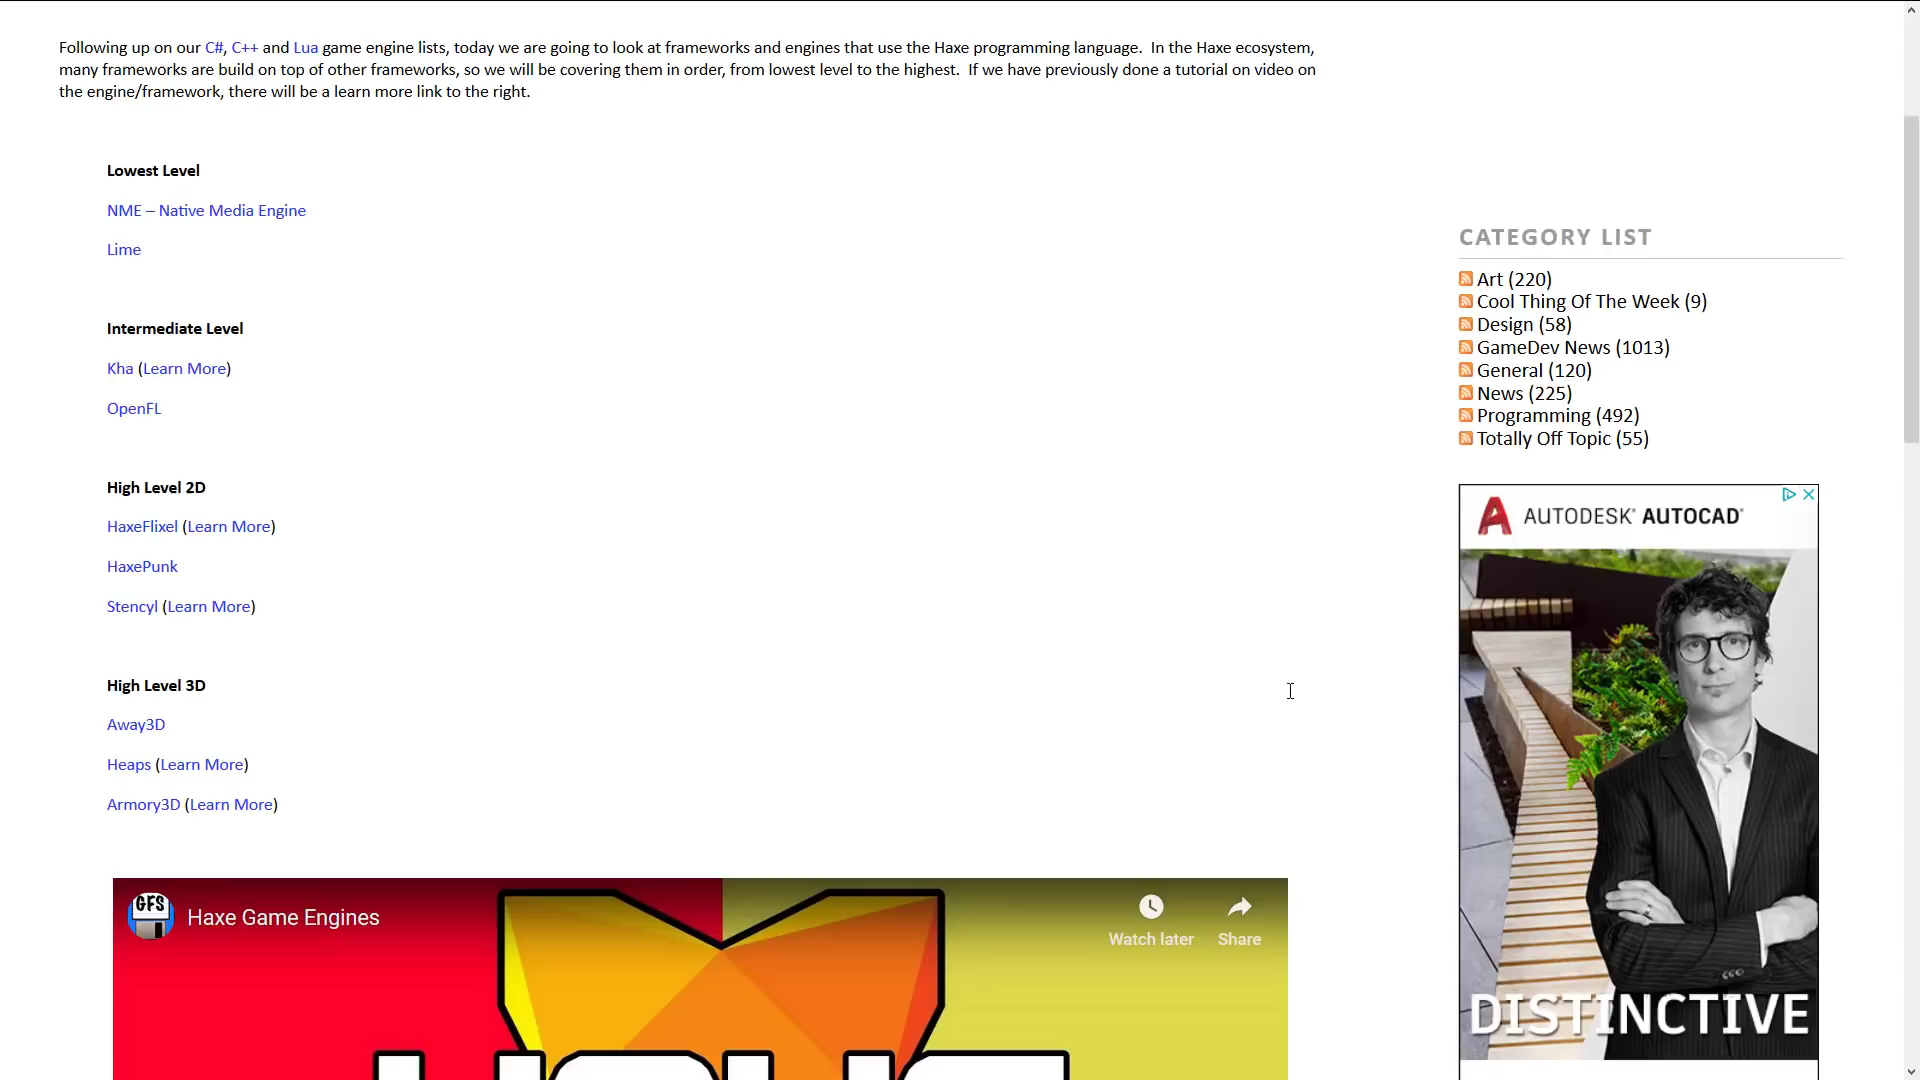 Following up on our C#, C++ and Lua game engine lists, today we are going to look at frameworks and engines that use the Haxe programming language.  In the Haxe ecosystem,
many frameworks are build on top of other frameworks, so we will be covering them in order, from lowest level to the highest.  If we have previously done a tutorial on video on
the engine/framework, there will be a learn more link to the right.
Lowest Level
NME – Native Media Engine
Lime
Intermediate Level
Kha (Learn More)
OpenFL
High Level 2D
HaxeFlixel (Learn More)
HaxePunk
Stencyl (Learn More)
High Level 3D
Away3D
Heaps (Learn More)
Armory3D (Learn More)
GFS
Haxe Game Engines
Watch later
Share
CATEGORY LIST
Art (220)
Cool Thing Of The Week (9)
Design (58)
GameDev News (1013)
General (120)
News (225)
Programming (492)
Totally Off Topic (55)
AUTODESK® AUTOCAD®
DISTINCTIVE